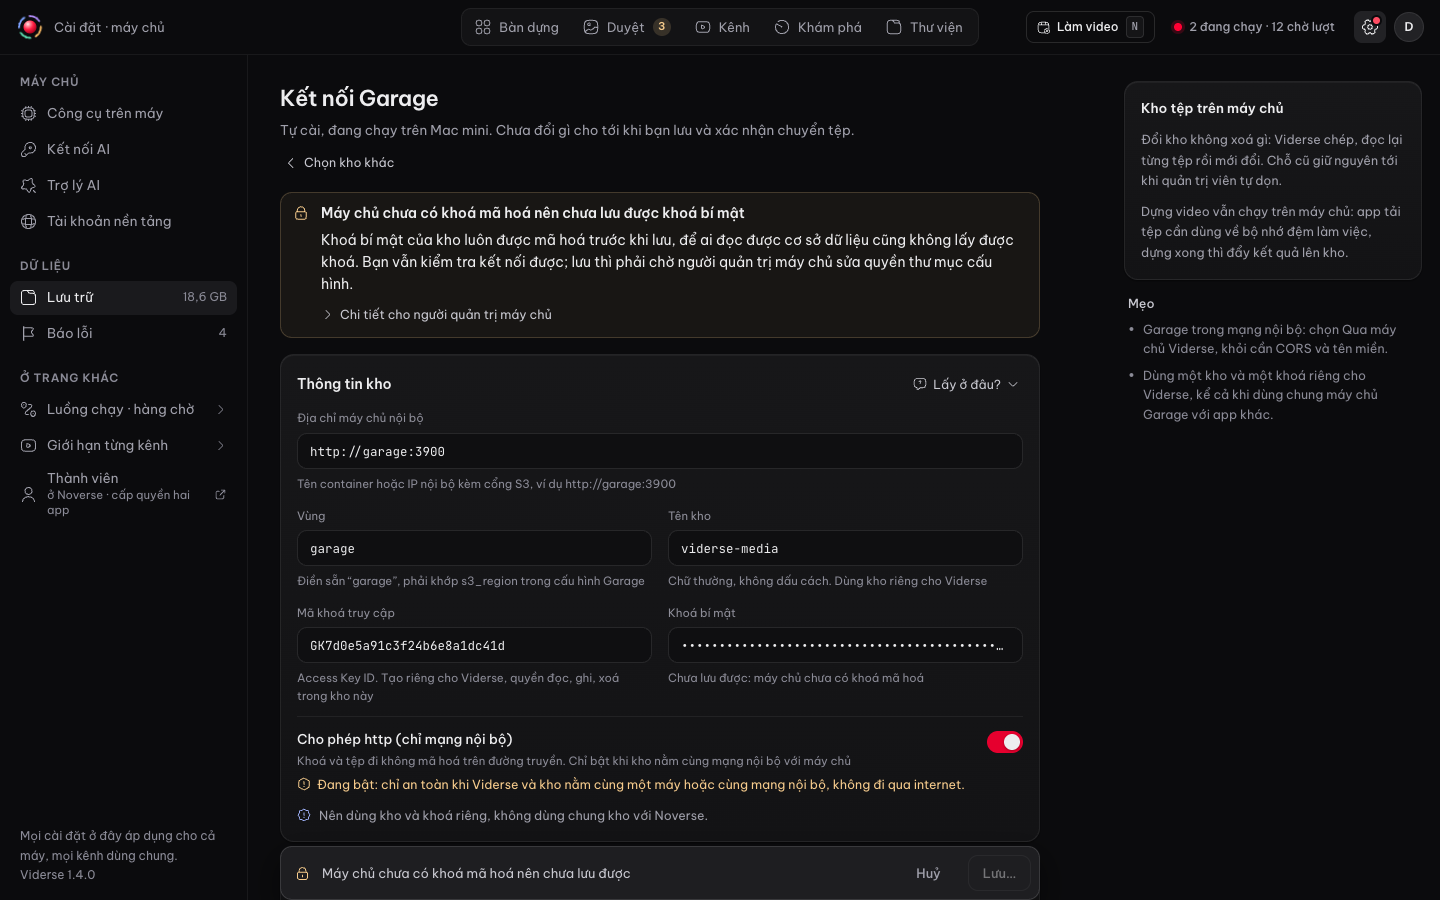 Cài đặt · máy chủ
Bàn dựng
Duyệt 3
Kênh
Khám phá
Thư viện
Làm video N
2 đang chạy · 12 chờ lượt
D
MÁY CHỦ
Công cụ trên máy
Kết nối AI
Trợ lý AI
Tài khoản nền tảng
DỮ LIỆU
Lưu trữ 18,6 GB
Báo lỗi 4
Ở TRANG KHÁC
Luồng chạy · hàng chờ
Giới hạn từng kênh
Thành viên
ở Noverse · cấp quyền hai
app
Mọi cài đặt ở đây áp dụng cho cả
máy, mọi kênh dùng chung.
Viderse 1.4.0
Kết nối Garage
Tự cài, đang chạy trên Mac mini. Chưa đổi gì cho tới khi bạn lưu và xác nhận chuyển tệp.
Chọn kho khác
Máy chủ chưa có khoá mã hoá nên chưa lưu được khoá bí mật
Khoá bí mật của kho luôn được mã hoá trước khi lưu, để ai đọc được cơ sở dữ liệu cũng không lấy được
khoá. Bạn vẫn kiểm tra kết nối được; lưu thì phải chờ người quản trị máy chủ sửa quyền thư mục cấu
hình.
Chi tiết cho người quản trị máy chủ
Thông tin kho
Lấy ở đâu?
Địa chỉ máy chủ nội bộ
http://garage:3900
Tên container hoặc IP nội bộ kèm cổng S3, ví dụ http://garage:3900
Vùng
garage
Điền sẵn “garage”, phải khớp s3_region trong cấu hình Garage
Tên kho
viderse-media
Chữ thường, không dấu cách. Dùng kho riêng cho Viderse
Mã khoá truy cập
GK7d0e5a91c3f24b6e8a1dc41d
Access Key ID. Tạo riêng cho Viderse, quyền đọc, ghi, xoá
trong kho này
Khoá bí mật
••••••••••••••••••••••••••••••••••••••••••…
Chưa lưu được: máy chủ chưa có khoá mã hoá
Cho phép http (chỉ mạng nội bộ)
Khoá và tệp đi không mã hoá trên đường truyền. Chỉ bật khi kho nằm cùng mạng nội bộ với máy chủ
Đang bật: chỉ an toàn khi Viderse và kho nằm cùng một máy hoặc cùng mạng nội bộ, không đi qua internet.
Nên dùng kho và khoá riêng, không dùng chung kho với Noverse.
Máy chủ chưa có khoá mã hoá nên chưa lưu được
Huỷ
Lưu…
Kho tệp trên máy chủ
Đổi kho không xoá gì: Viderse chép, đọc lại
từng tệp rồi mới đổi. Chỗ cũ giữ nguyên tới
khi quản trị viên tự dọn.
Dựng video vẫn chạy trên máy chủ: app tải
tệp cần dùng về bộ nhớ đệm làm việc,
dựng xong thì đẩy kết quả lên kho.
Mẹo
• Garage trong mạng nội bộ: chọn Qua máy
chủ Viderse, khỏi cần CORS và tên miền.
• Dùng một kho và một khoá riêng cho
Viderse, kể cả khi dùng chung máy chủ
Garage với app khác.